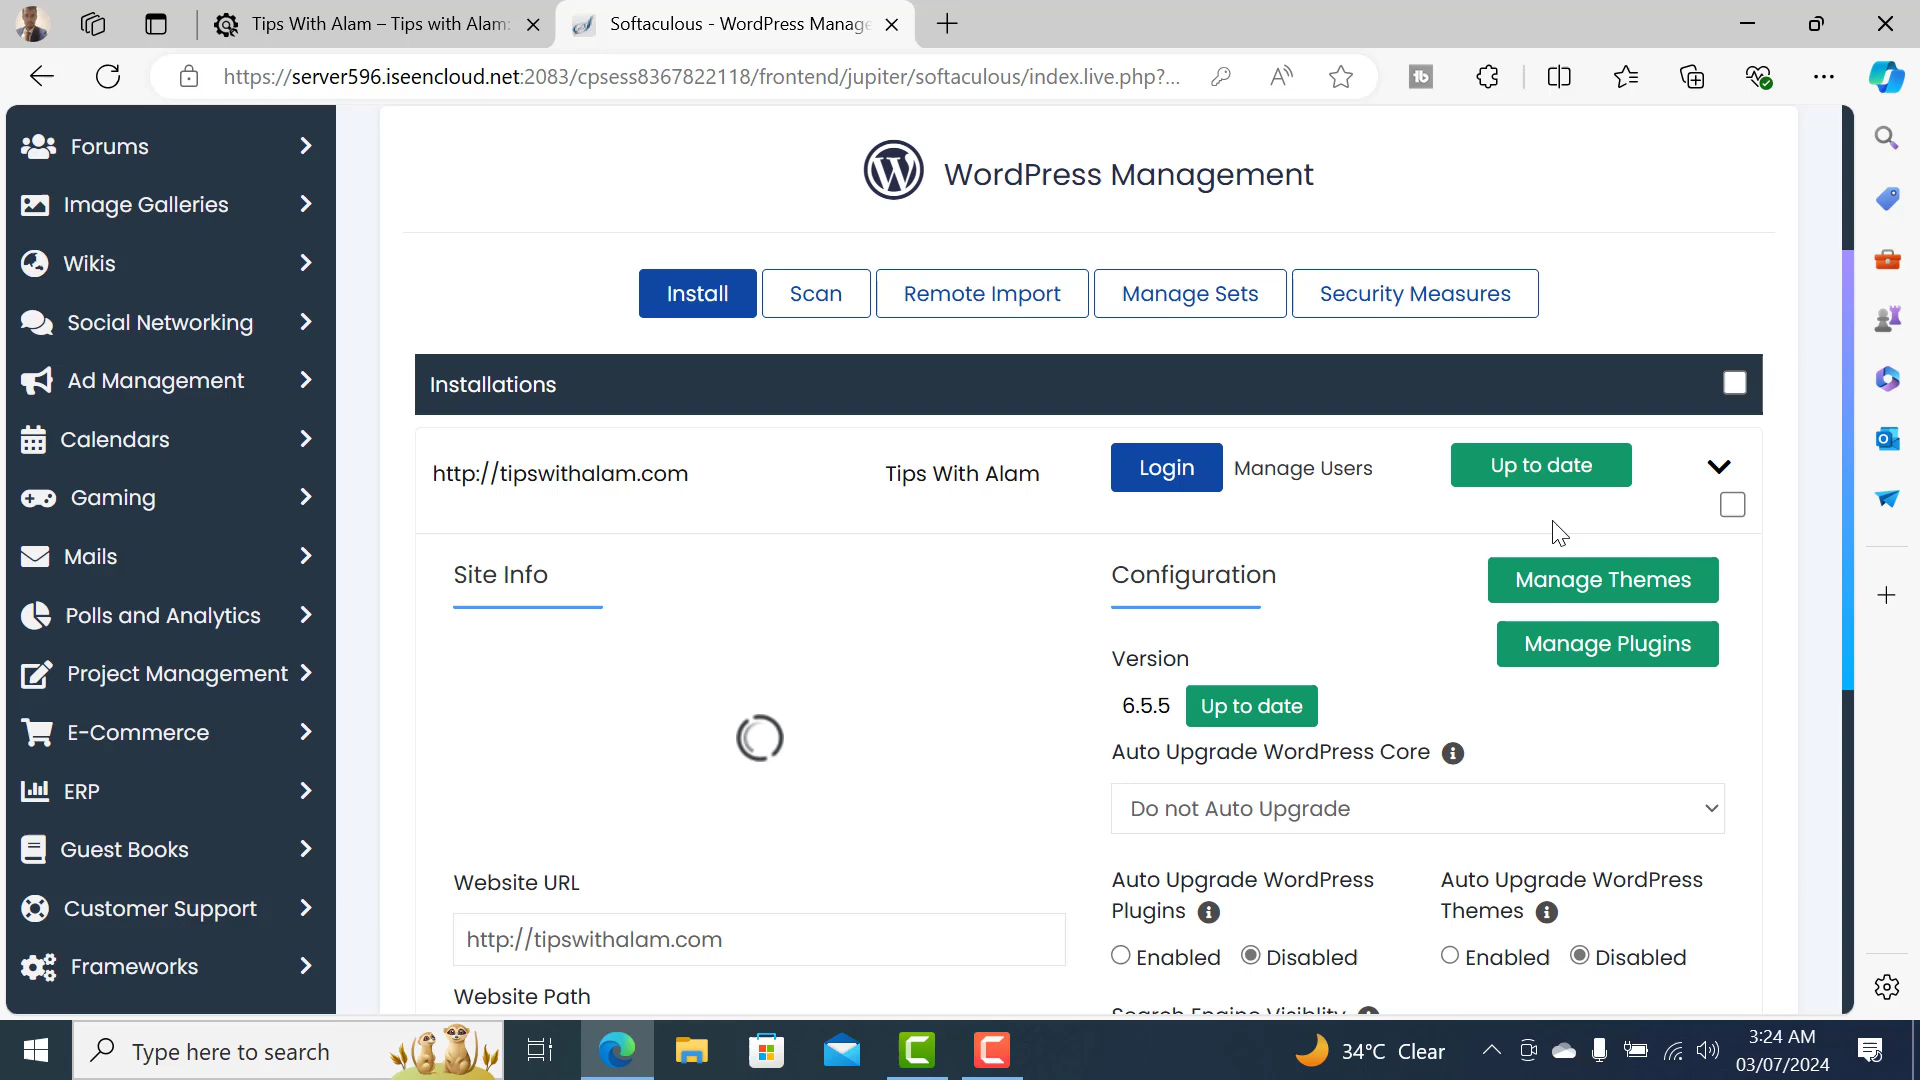 Tips With Alam – Tips with Alam:
Softaculous - WordPress Manage
https://server596.iseencloud.net:2083/cpsess8367822118/frontend/jupiter/softaculous/index.live.php?...
Forums
Image Galleries
Wikis
Social Networking
Ad Management
Calendars
Gaming
Mails
Polls and Analytics
Project Management
E-Commerce
ERP
Guest Books
Customer Support
Frameworks
WordPress Management
Install
Scan
Remote Import
Manage Sets
Security Measures
Installations
http://tipswithalam.com
Tips With Alam
Login
Manage Users
Up to date
Site Info
Website URL
http://tipswithalam.com
Website Path
Configuration
Manage Themes
Manage Plugins
Version
6.5.5
Up to date
Auto Upgrade WordPress Core
Do not Auto Upgrade
Auto Upgrade WordPress
Plugins
Enabled
Disabled
Auto Upgrade WordPress
Themes
Enabled
Disabled
Search Engine Visiblity
Type here to search
34°C Clear
3:24 AM
03/07/2024